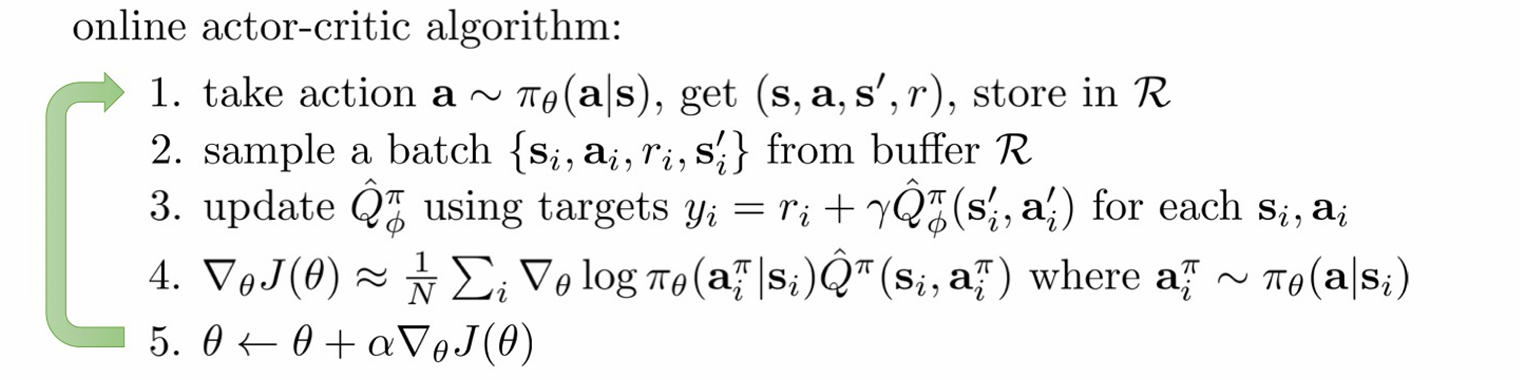 online actor-critic algorithm:
1. take action 𝐚 ∼ π_θ(𝐚|𝐬), get (𝐬, 𝐚, 𝐬′, r), store in ℛ
2. sample a batch {𝐬_i, 𝐚_i, r_i, 𝐬′_i} from buffer ℛ
3. update Q̂^π_ϕ using targets y_i = r_i + γQ̂^π_ϕ(𝐬′_i, 𝐚′_i) for each 𝐬_i, 𝐚_i
4. ∇_θ J(θ) ≈ 1/N ∑_i ∇_θ log π_θ(𝐚^π_i|𝐬_i)Q̂^π(𝐬_i, 𝐚^π_i) where 𝐚^π_i ∼ π_θ(𝐚|𝐬_i)
5. θ ← θ + α∇_θ J(θ)